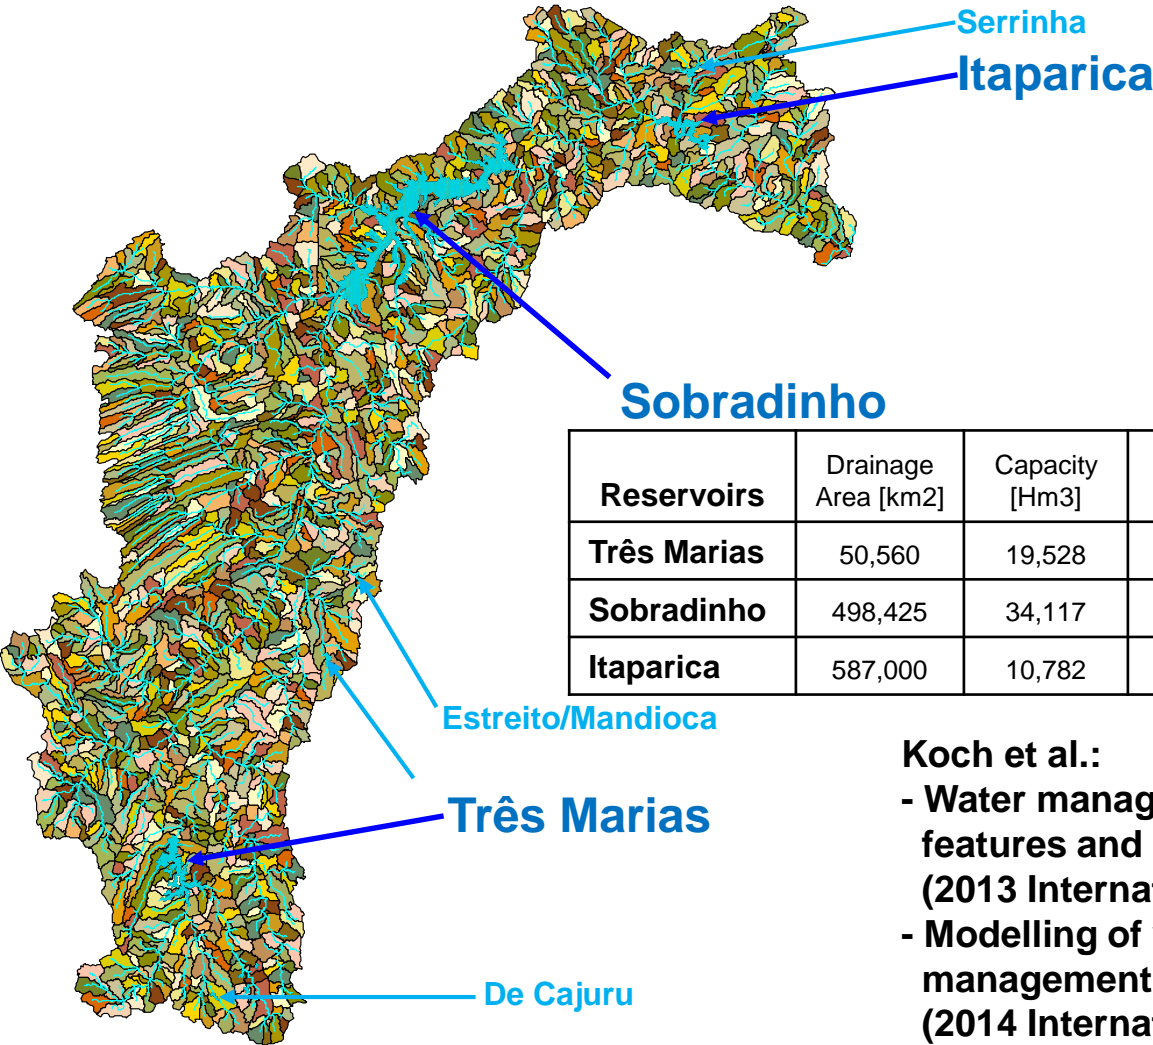 Serrinha
Itaparica
Sobradinho
Reservoirs Drainage Area [km2] Capacity [Hm3]
Três Marias 50,560 19,528
Sobradinho 498,425 34,117
Itaparica 587,000 10,782
Estreito/Mandioca
Três Marias
De Cajuru
Koch et al.:
- Water manag
features and
(2013 Internat
- Modelling of
management
(2014 Internat